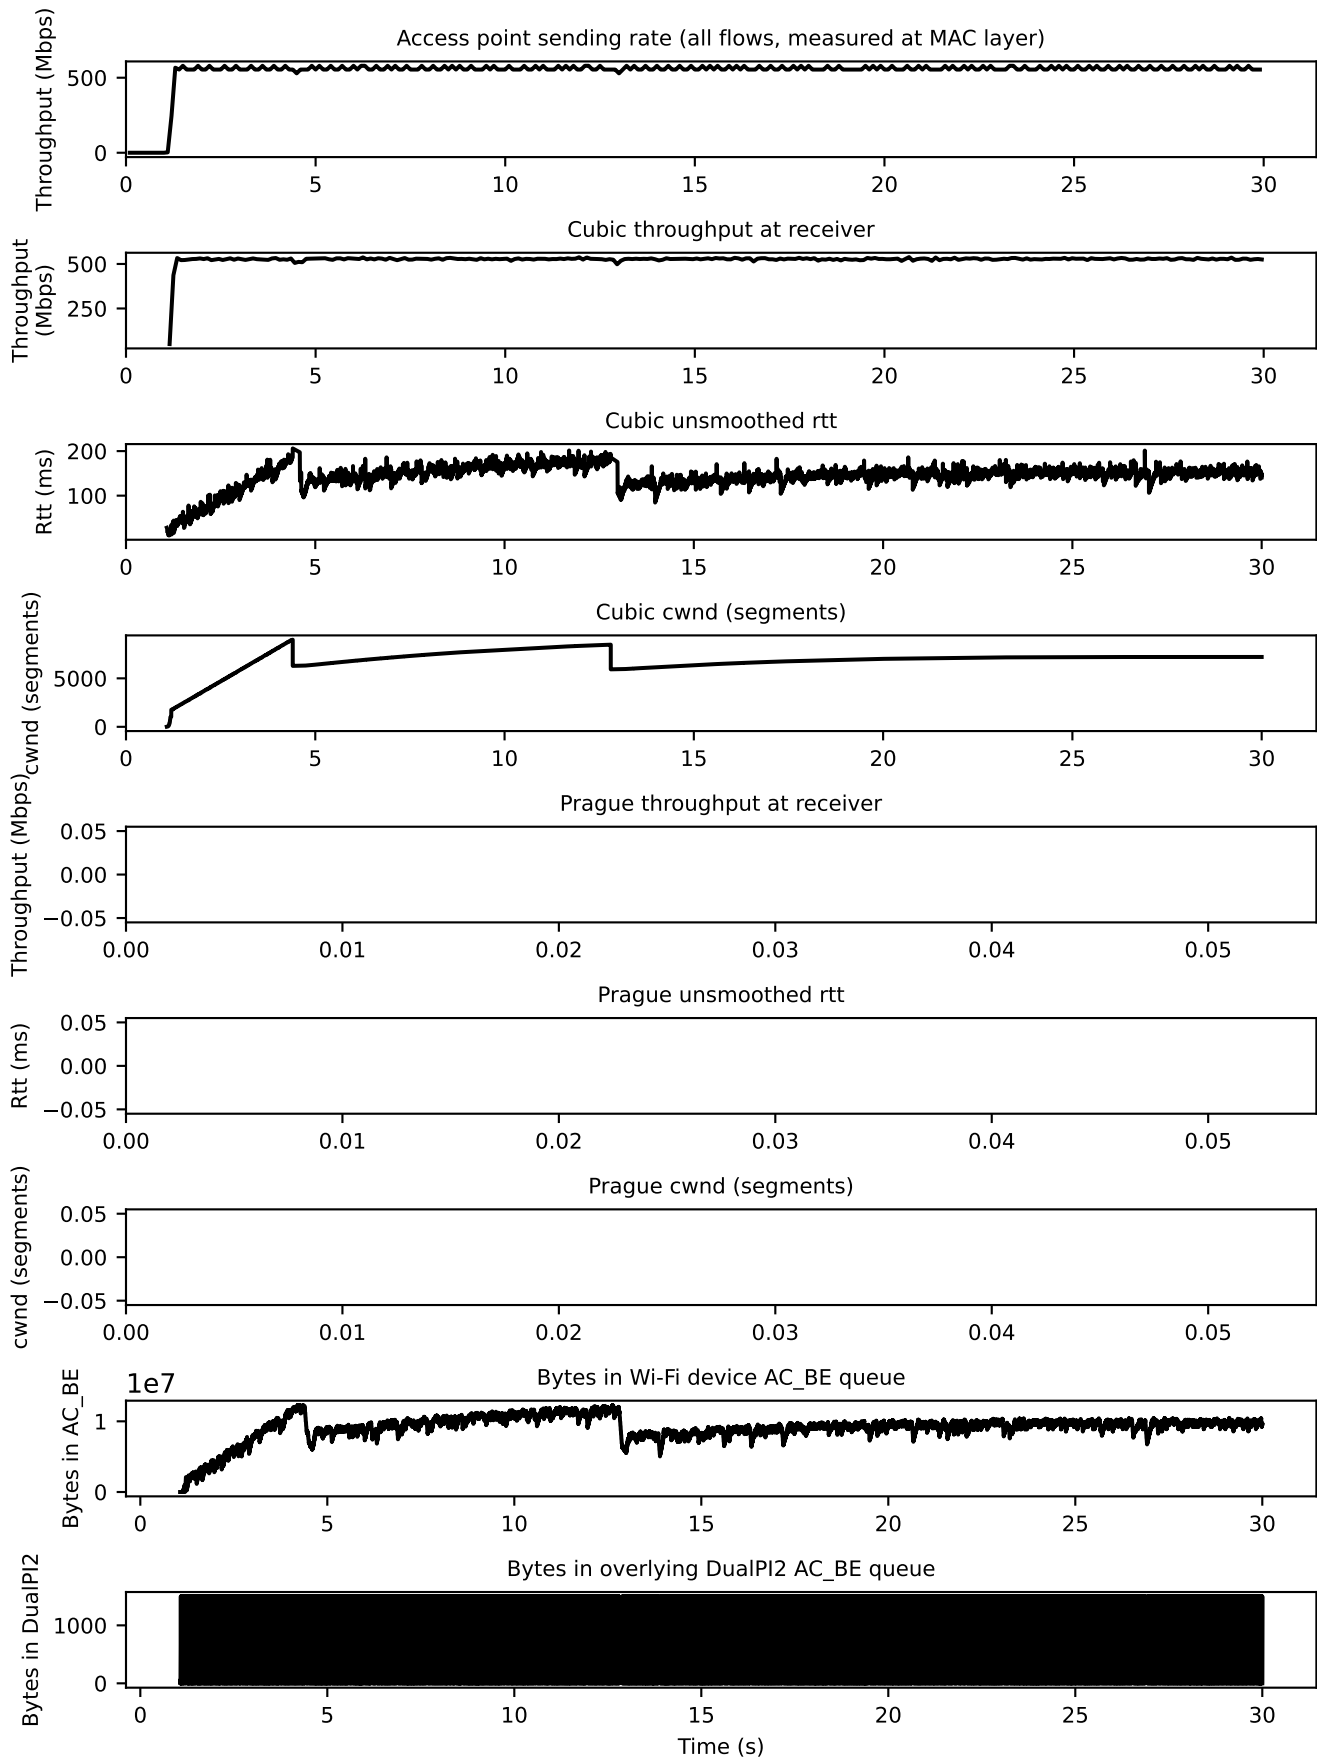 Access point sending rate (all flows, measured at MAC layer)
Throughput (Mbps)
500
0
0 5 10 15 20 25 30
Cubic throughput at receiver
Throughput
(Mbps)
500
250
0 5 10 15 20 25 30
Cubic unsmoothed rtt
Rtt (ms)
200
100
0 5 10 15 20 25 30
Cubic cwnd (segments)
cwnd (segments)
5000
0
0 5 10 15 20 25 30
Prague throughput at receiver
Throughput (Mbps)
0.05
0.00
−0.05
0.00 0.01 0.02 0.03 0.04 0.05
Prague unsmoothed rtt
Rtt (ms)
0.05
0.00
−0.05
0.00 0.01 0.02 0.03 0.04 0.05
Prague cwnd (segments)
cwnd (segments)
0.05
0.00
−0.05
0.00 0.01 0.02 0.03 0.04 0.05
Bytes in Wi-Fi device AC_BE queue
1e7
Bytes in AC_BE
1
0
0 5 10 15 20 25 30
Bytes in overlying DualPI2 AC_BE queue
Bytes in DualPI2
1000
0
0 5 10 15 20 25 30
Time (s)